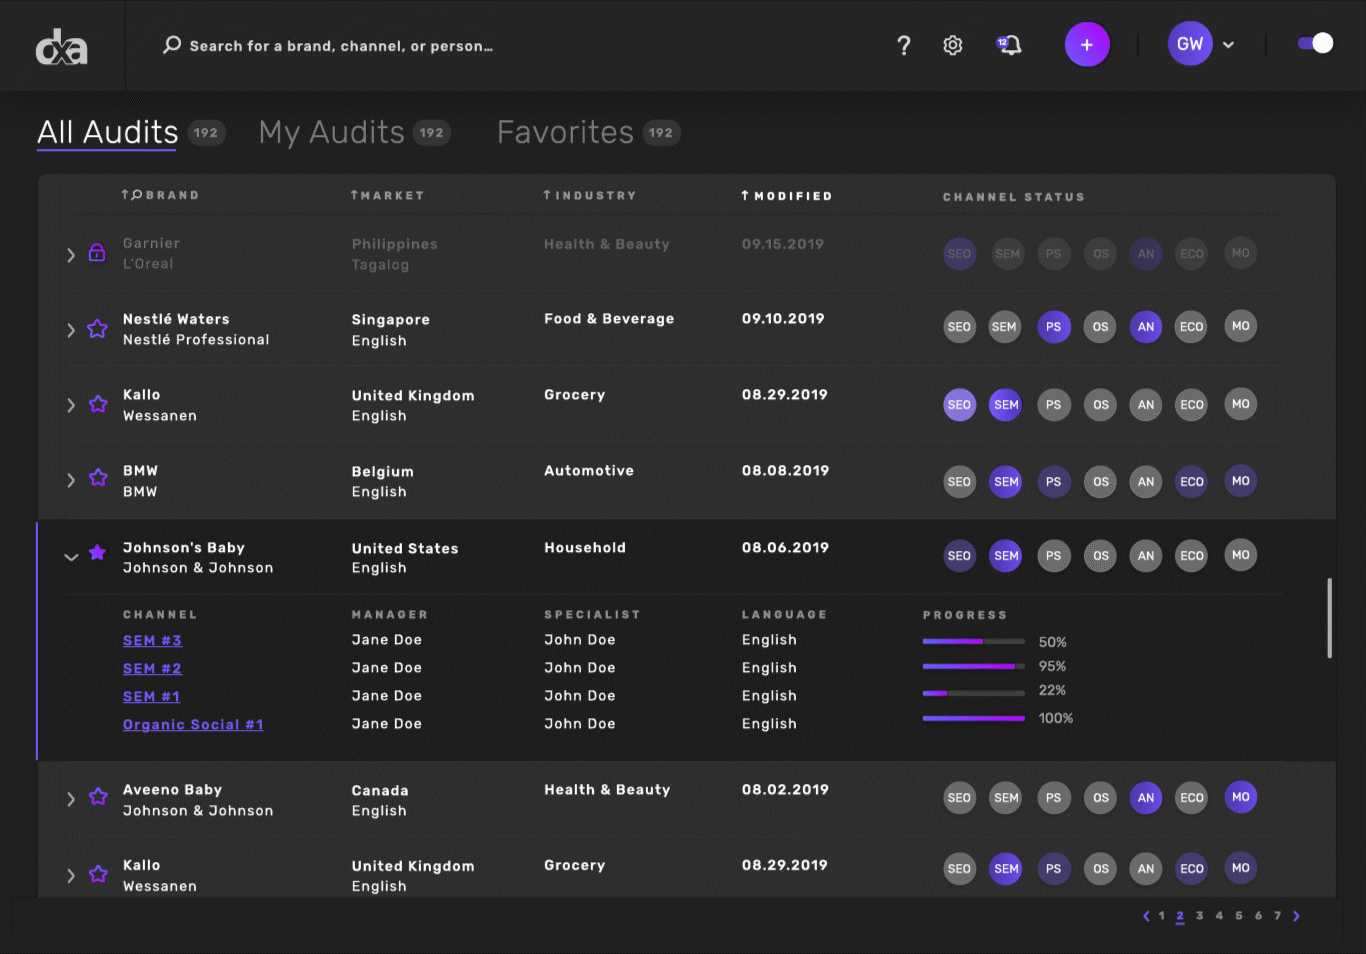 dxa
Search for a brand, channel, or person...
?
12
+
GW
All Audits 192
My Audits 192
Favorites 192
↑ BRAND ↑MARKET ↑INDUSTRY ↑MODIFIED CHANNEL STATUS
Garnier Philippines Health & Beauty 09.15.2019 SEO SEM PS OS AN ECO MO
L'Oreal Tagalog
Nestlé Waters Singapore Food & Beverage 09.10.2019 SEO SEM PS OS AN ECO MO
Nestlé Professional English
Kallo United Kingdom Grocery 08.29.2019 SEO SEM PS OS AN ECO MO
Wessanen English
BMW Belgium Automotive 08.08.2019 SEO SEM PS OS AN ECO MO
BMW English
Johnson's Baby United States Household 08.06.2019 SEO SEM PS OS AN ECO MO
Johnson & Johnson English
CHANNEL MANAGER SPECIALIST LANGUAGE PROGRESS
SEM #3 Jane Doe John Doe English 50%
SEM #2 Jane Doe John Doe English 95%
SEM #1 Jane Doe John Doe English 22%
Organic Social #1 Jane Doe John Doe English 100%
Aveeno Baby Canada Health & Beauty 08.02.2019 SEO SEM PS OS AN ECO MO
Johnson & Johnson English
Kallo United Kingdom Grocery 08.29.2019 SEO SEM PS OS AN ECO MO
Wessanen English
1 2 3 4 5 6 7